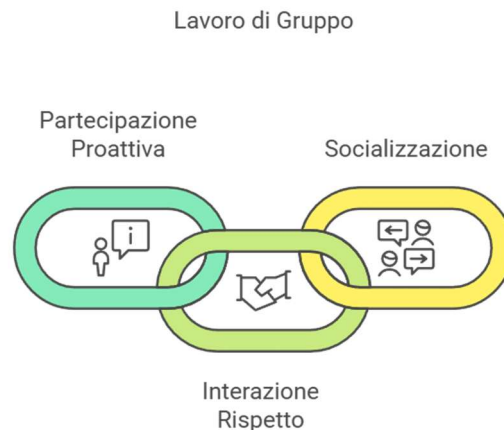 Lavoro di Gruppo
Partecipazione
Proattiva
Socializzazione
i
Interazione
Rispetto